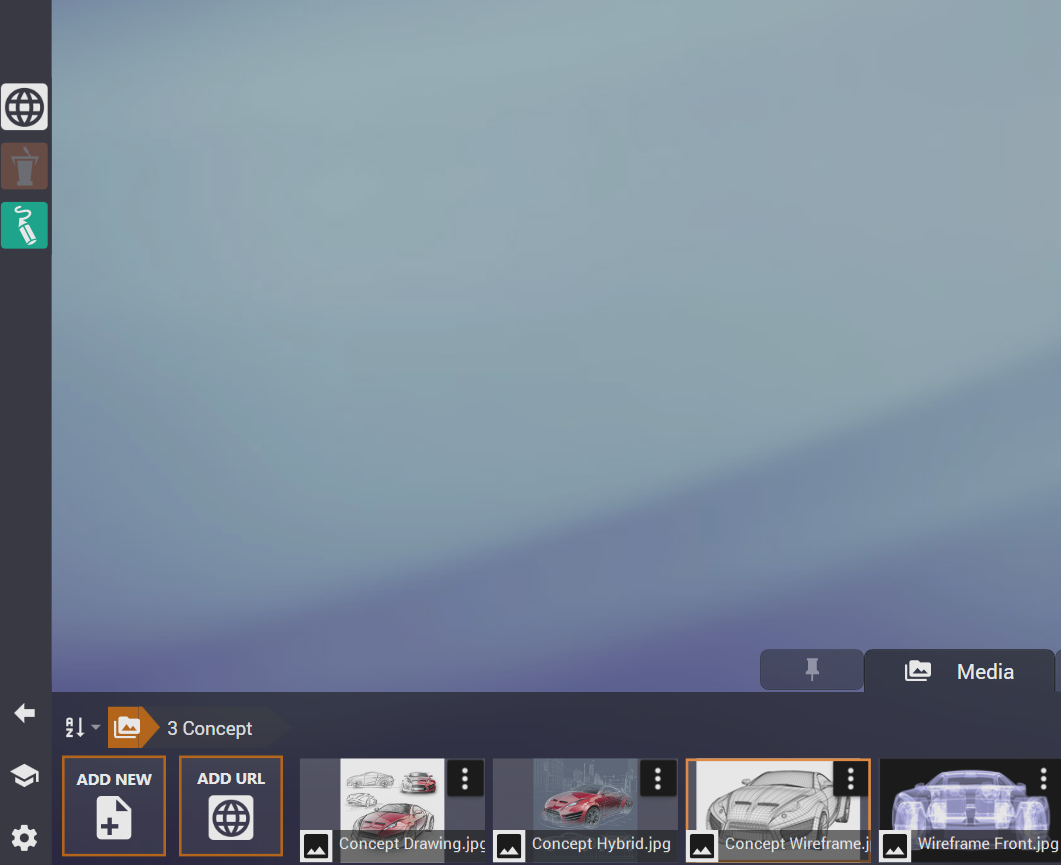 Media
A
Z
3 Concept
ADD NEW
ADD URL
Concept Drawing.jpg
Concept Hybrid.jpg
Concept Wireframe.j
Wireframe Front.jpg